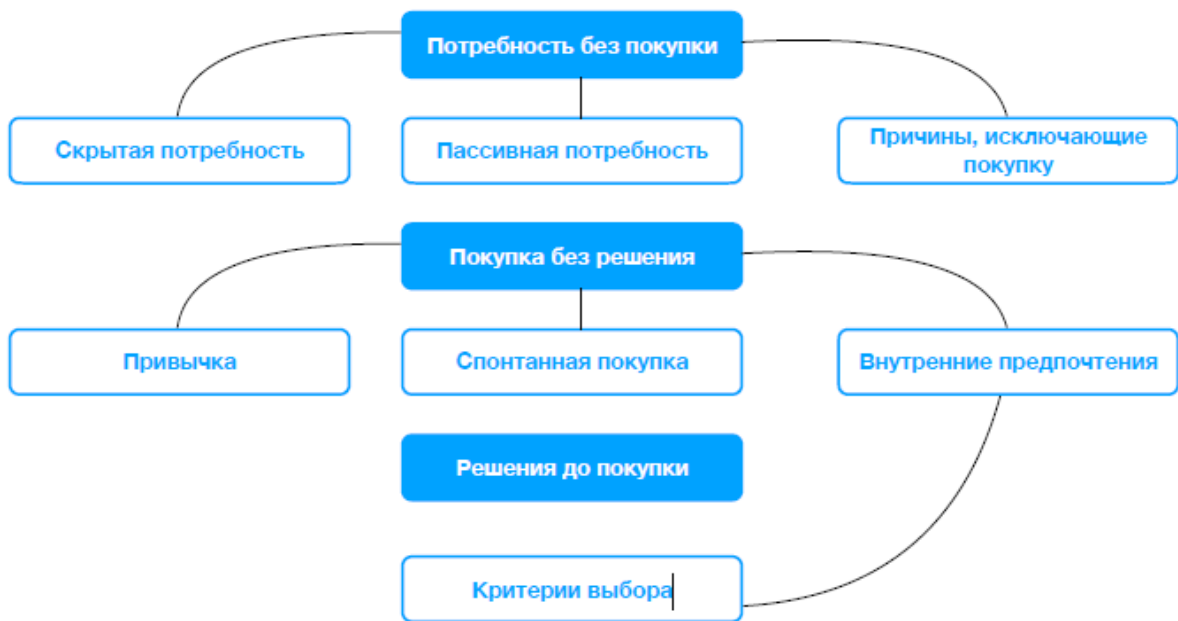 Потребность без покупки
Скрытая потребность
Пассивная потребность
Причины, исключающие
покупку
Покупка без решения
Привычка
Спонтанная покупка
Внутренние предпочтения
Решения до покупки
Критерии выбора